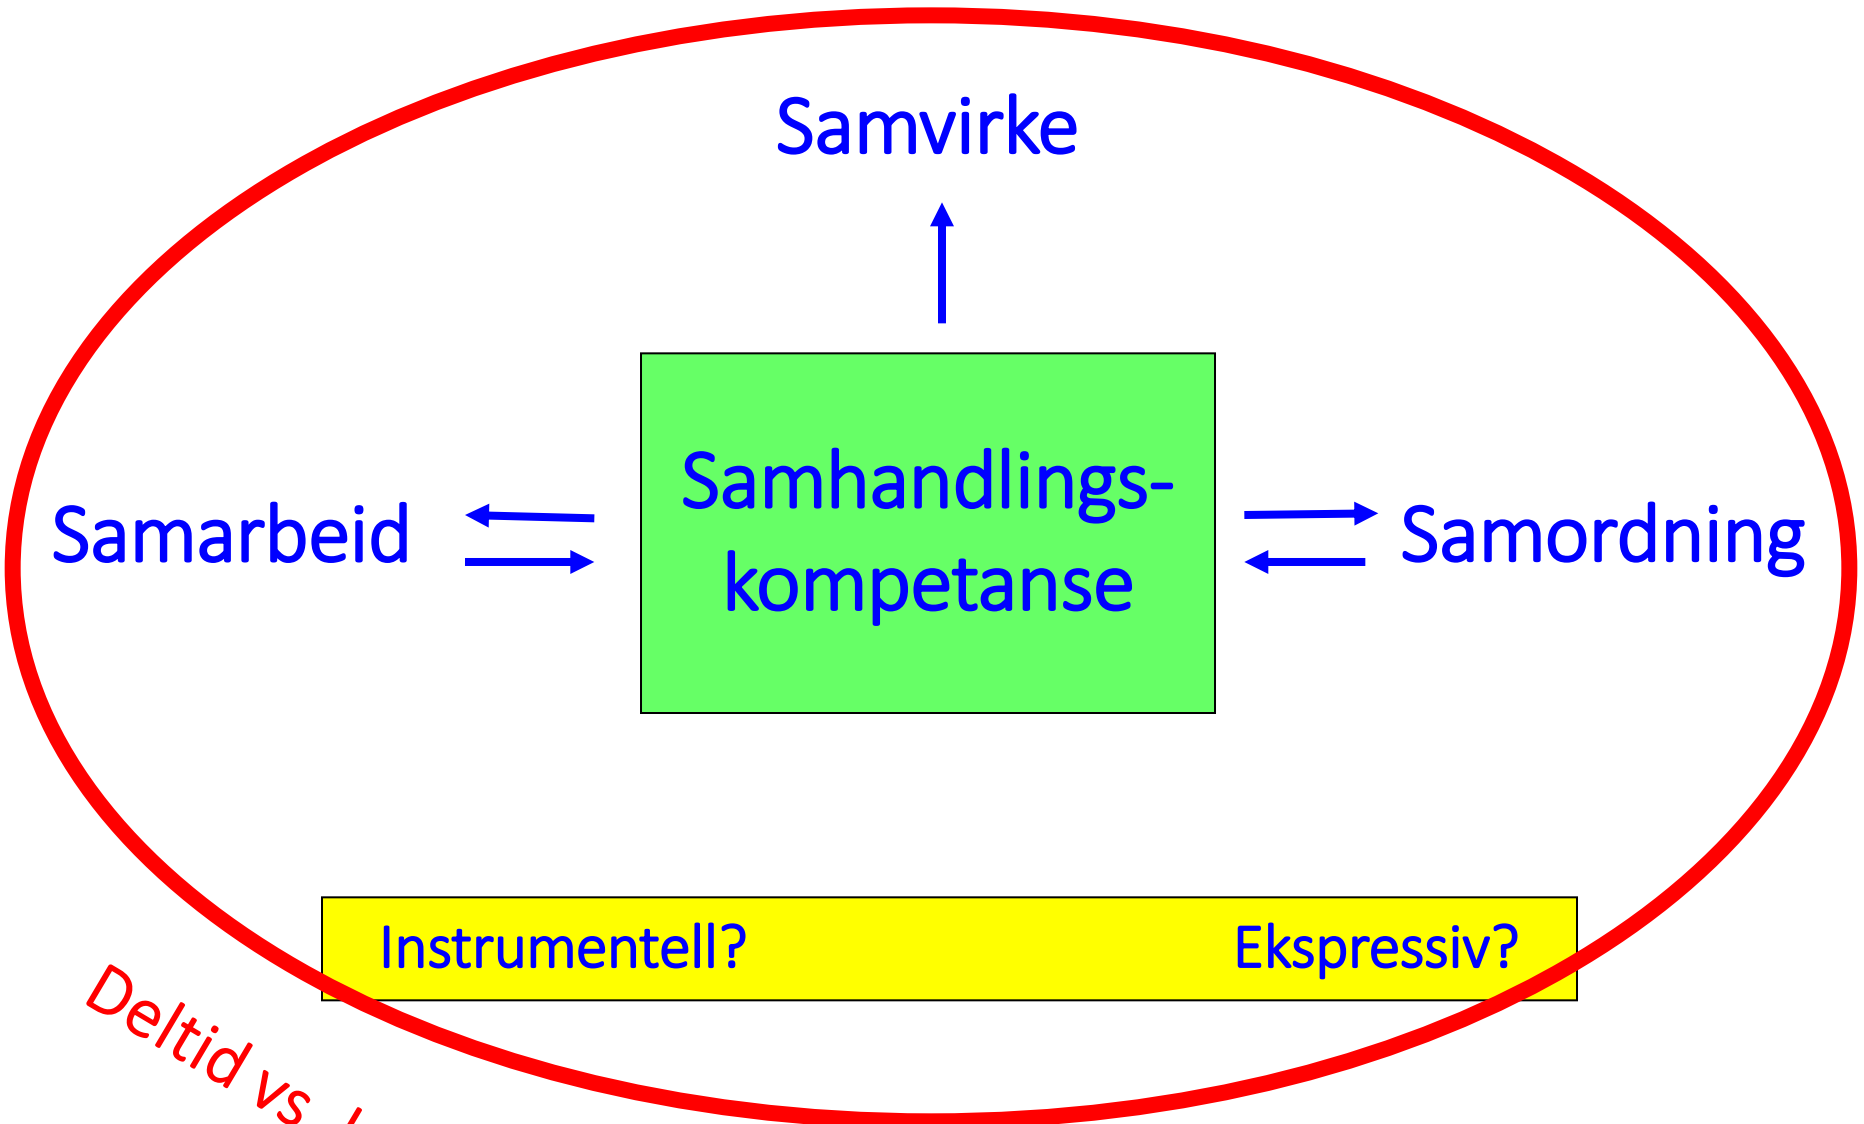 Samvirke
Samhandlings-
kompetanse
Samarbeid
Samordning
Instrumentell?
Ekspressiv?
Deltid vs.